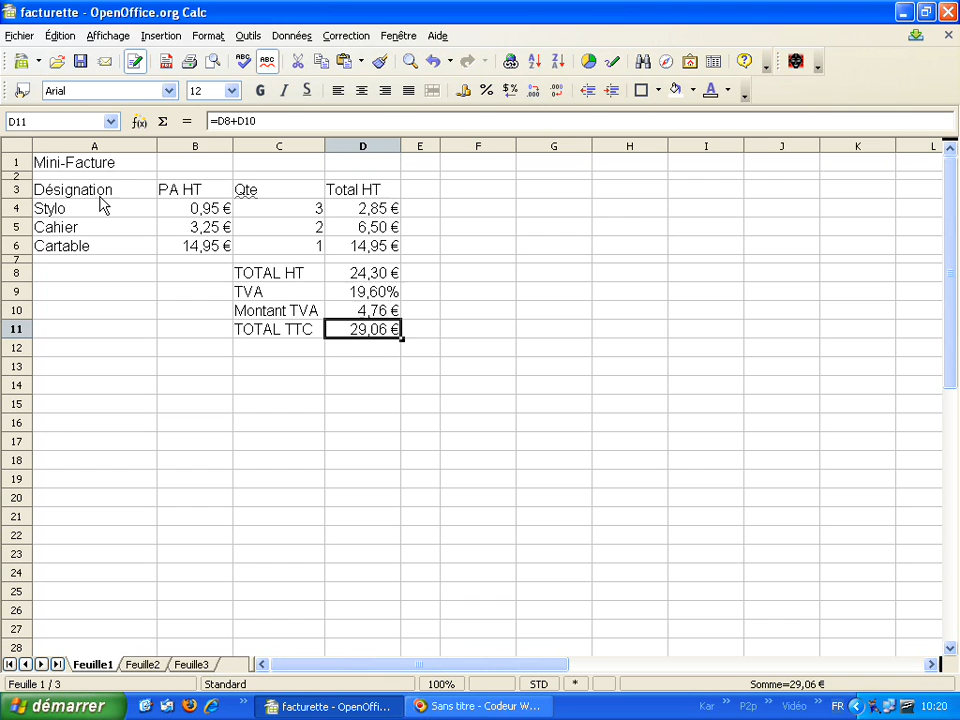 facturette - OpenOffice.org Calc
Fichier Édition Affichage Insertion Format Outils Données Correction Fenêtre Aide
Arial 12 G I S
D11 f(x) Σ = =D8+D10
A B C D E F G H I J K L
1 Mini-Facture
2
3 Désignation PA HT Qte Total HT
4 Stylo 0,95 € 3 2,85 €
5 Cahier 3,25 € 2 6,50 €
6 Cartable 14,95 € 1 14,95 €
7
8 TOTAL HT 24,30 €
9 TVA 19,60%
10 Montant TVA 4,76 €
11 TOTAL TTC 29,06 €
12
13
14
15
16
17
18
19
20
21
22
23
24
25
26
27
28
Feuille1 Feuille2 Feuille3
Feuille 1 / 3 Standard 100% STD * Somme=29,06 €
démarrer facturette - OpenOffi... Sans titre - Codeur W... Kar P2p Vidéo FR 10:20